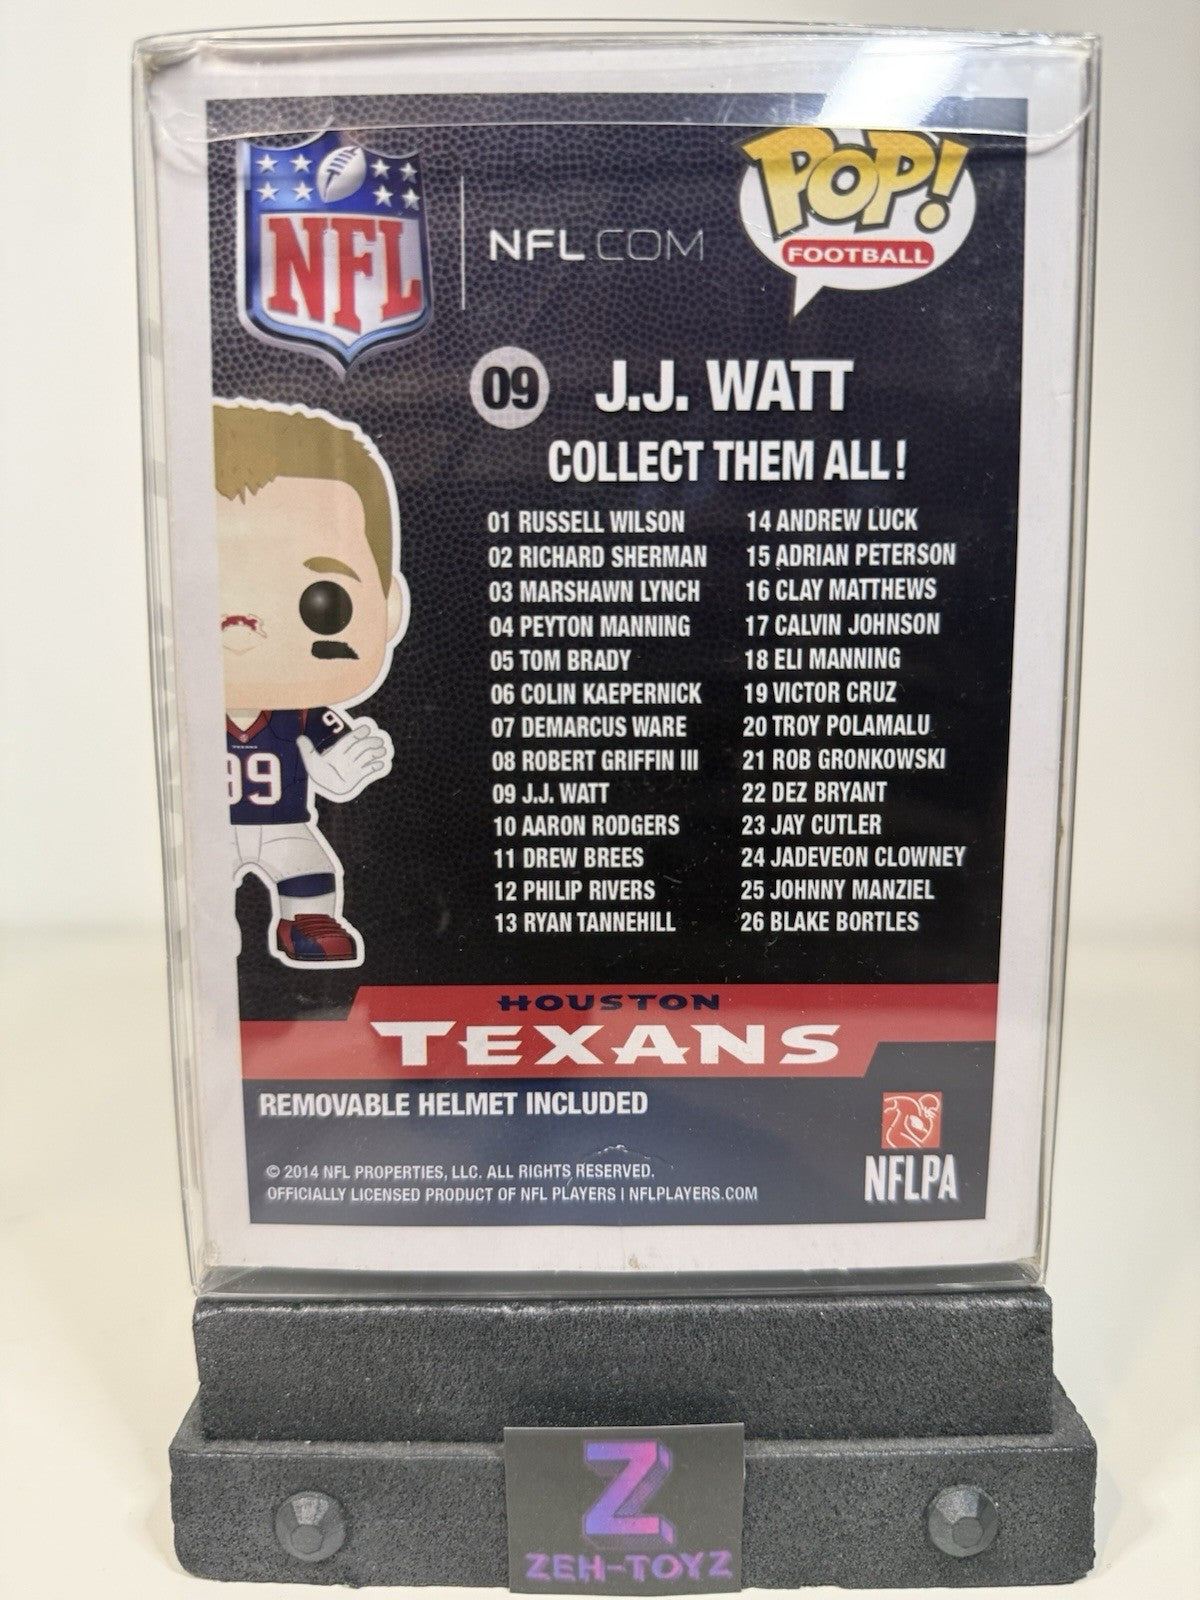 NFL
NFL.COM
POP!
FOOTBALL
09 J.J. WATT
COLLECT THEM ALL!
01 RUSSELL WILSON
02 RICHARD SHERMAN
03 MARSHAWN LYNCH
04 PEYTON MANNING
05 TOM BRADY
06 COLIN KAEPERNICK
07 DEMARCUS WARE
08 ROBERT GRIFFIN III
09 J.J. WATT
10 AARON RODGERS
11 DREW BREES
12 PHILIP RIVERS
13 RYAN TANNEHILL
14 ANDREW LUCK
15 ADRIAN PETERSON
16 CLAY MATTHEWS
17 CALVIN JOHNSON
18 ELI MANNING
19 VICTOR CRUZ
20 TROY POLAMALU
21 ROB GRONKOWSKI
22 DEZ BRYANT
23 JAY CUTLER
24 JADEVEON CLOWNEY
25 JOHNNY MANZIEL
26 BLAKE BORTLES
9
TEXANS
99
HOUSTON
TEXANS
REMOVABLE HELMET INCLUDED
© 2014 NFL PROPERTIES, LLC. ALL RIGHTS RESERVED.
OFFICIALLY LICENSED PRODUCT OF NFL PLAYERS | NFLPLAYERS.COM
NFLPA
Z
ZEH-TOYZ